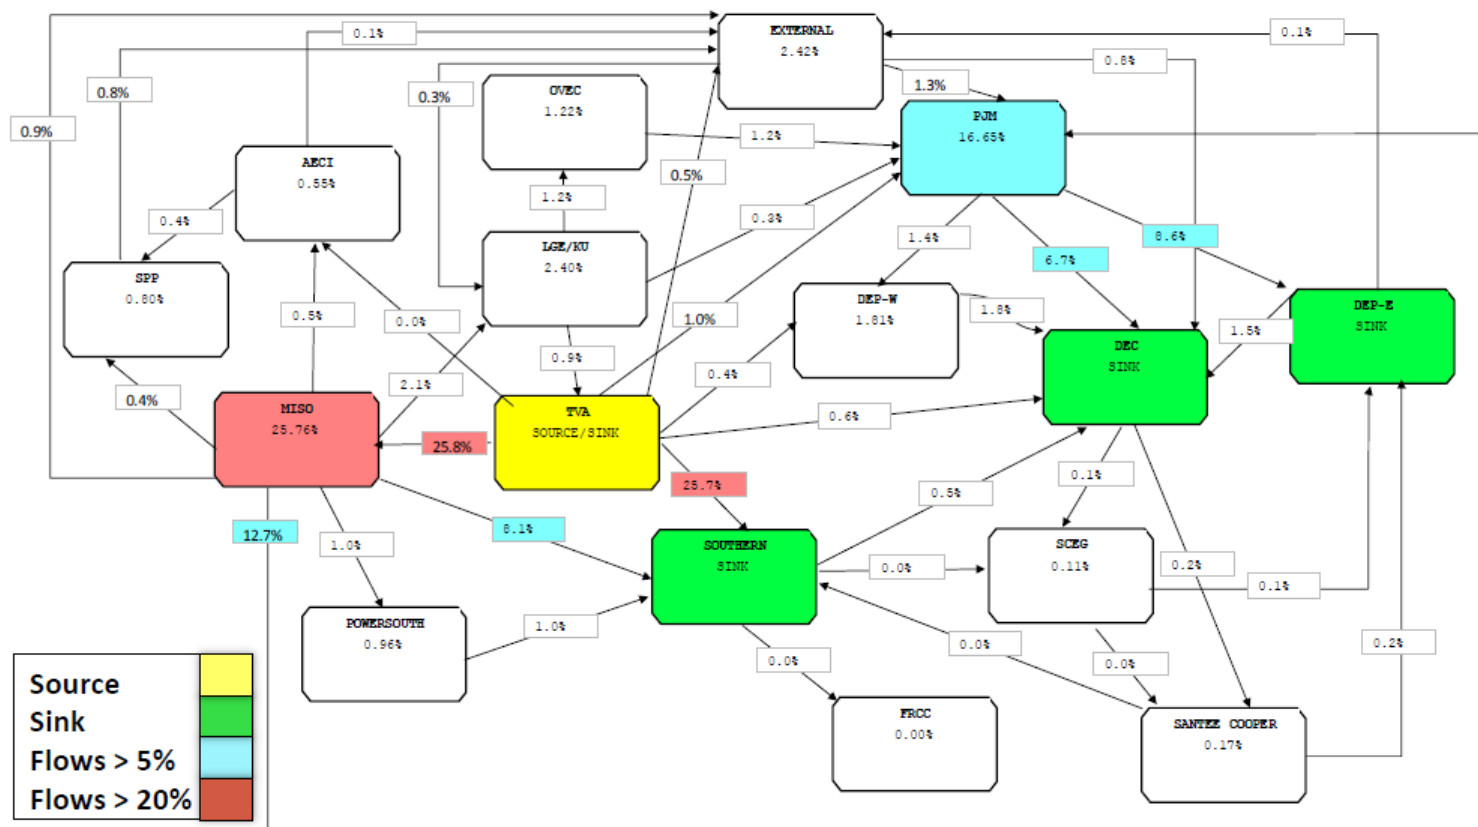 EXTERNAL
2.42%
0.1%
0.1%
0.8%
0.8%
0.3%
OVEC
1.22%
1.3%
PJM
16.65%
0.9%
1.2%
AECI
0.55%
0.5%
1.2%
0.4%
0.3%
LGE/KU
2.40%
1.4%
6.7%
8.6%
SPP
0.80%
0.5%
0.0%
1.0%
DEP-W
1.81%
1.8%
DEP-E
SINK
1.5%
DEC
SINK
0.9%
2.1%
0.4%
0.4%
MISO
25.76%
TVA
SOURCE/SINK
0.6%
25.8%
25.7%
0.5%
0.1%
12.7%
1.0%
8.1%
SOUTHERN
SINK
SCEG
0.11%
0.0%
0.2%
0.1%
POWERSOUTH
0.96%
1.0%
0.0%
0.0%
0.0%
0.2%
FRCC
0.00%
SANTEE COOPER
0.17%
Source
Sink
Flows > 5%
Flows > 20%